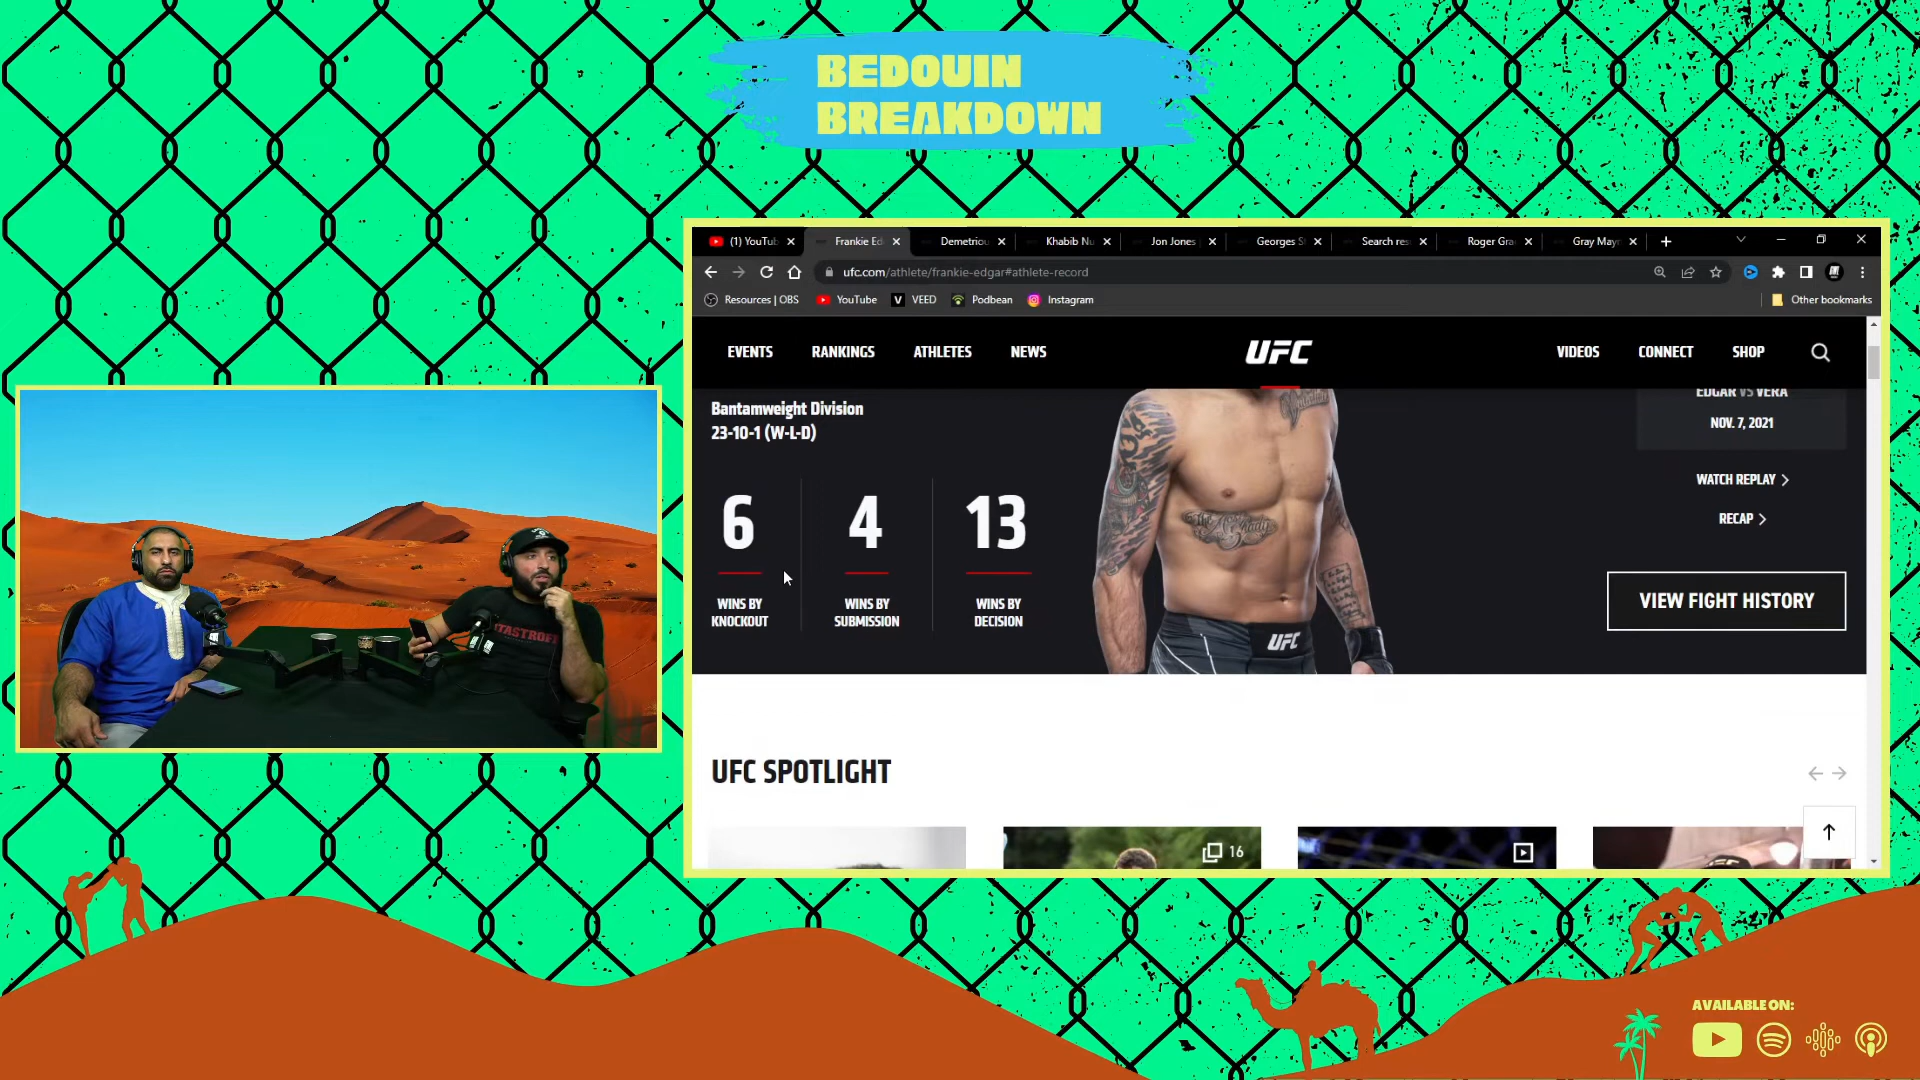 BEDOUIN
BREAKDOWN
(1) YouTub
Frankie Ed
Demetriou
Khabib Nu
Jon Jones
Georges S
Search res
Roger Gra
Gray Mayn
ufc.com/athlete/frankie-edgar#athlete-record
Resources | OBS
YouTube
VEED
Podbean
Instagram
Other bookmarks
EVENTS
RANKINGS
ATHLETES
NEWS
UFC
VIDEOS
CONNECT
SHOP
Bantamweight Division
23-10-1 (W-L-D)
EDGAR VS VERA
NOV. 7, 2021
WATCH REPLAY
RECAP
VIEW FIGHT HISTORY
6
WINS BY
KNOCKOUT
4
WINS BY
SUBMISSION
13
WINS BY
DECISION
UFC
UFC SPOTLIGHT
16
AVAILABLE ON: